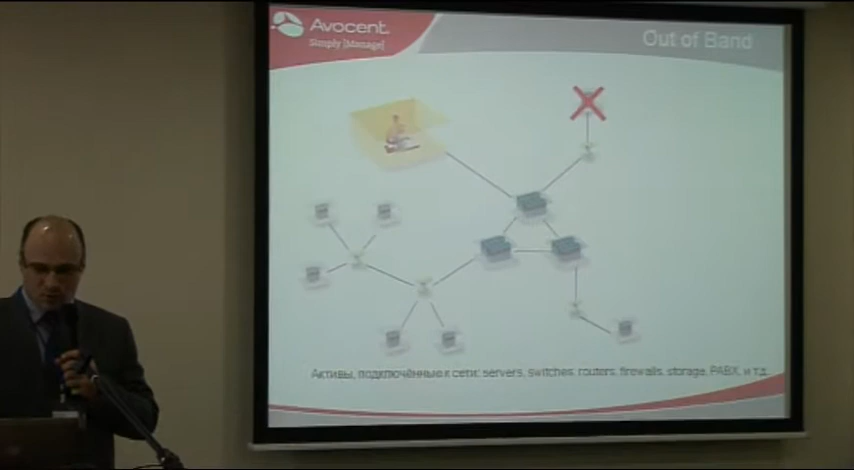 Avocent.
Simply [Manage]
Out of Band
Активы, подключённые к сети: servers, switches, routers, firewalls, storage, PABX, и т.д.